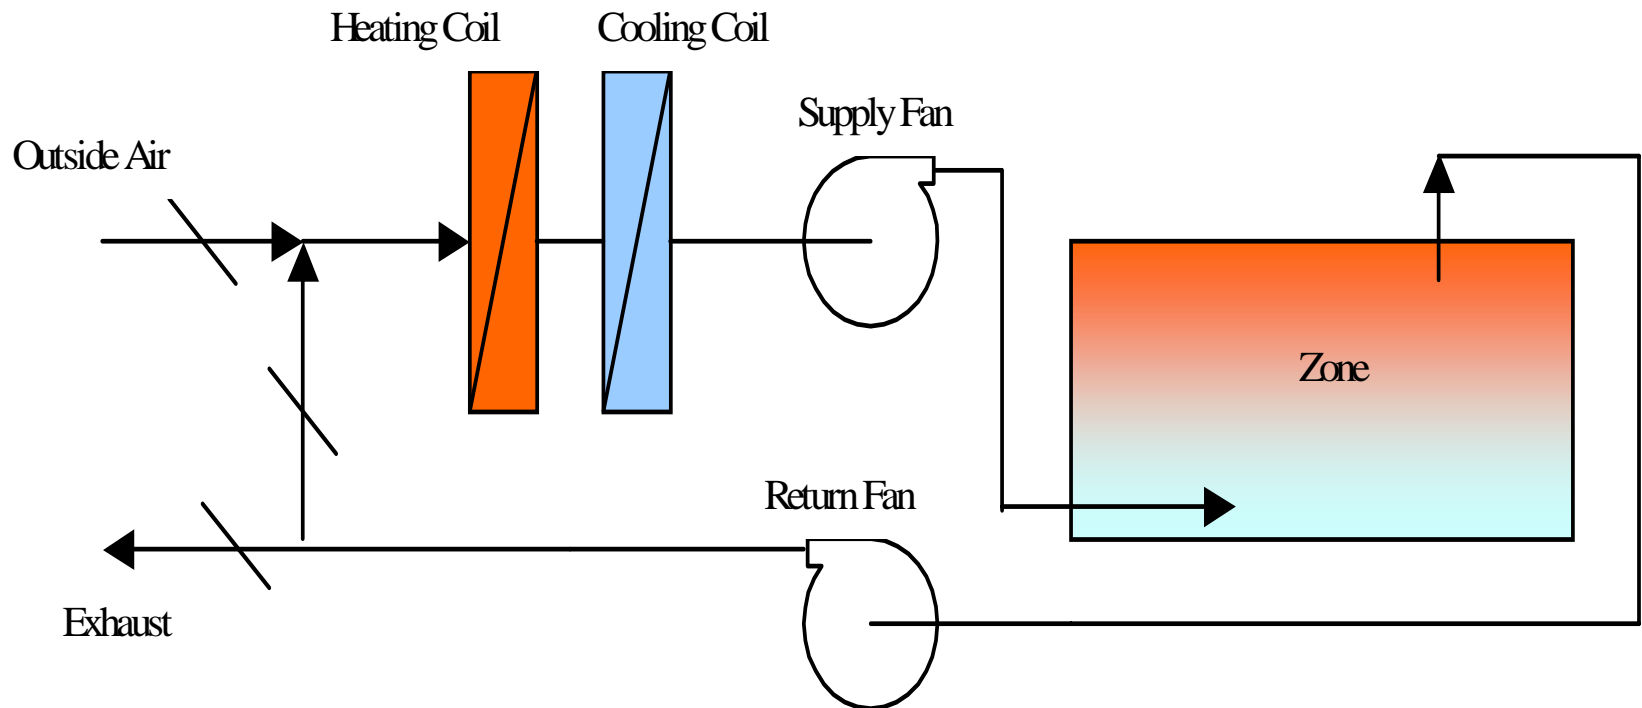 Heating Coil
Cooling Coil
Supply Fan
Outside Air
Zone
Return Fan
Exhaust